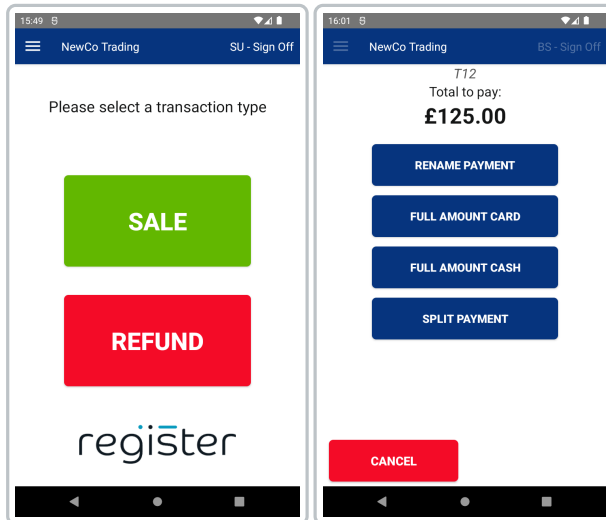 15:49
NewCo Trading
SU - Sign Off
Please select a transaction type
SALE
REFUND
register
16:01
NewCo Trading
BS - Sign Off
T12
Total to pay:
£125.00
RENAME PAYMENT
FULL AMOUNT CARD
FULL AMOUNT CASH
SPLIT PAYMENT
CANCEL